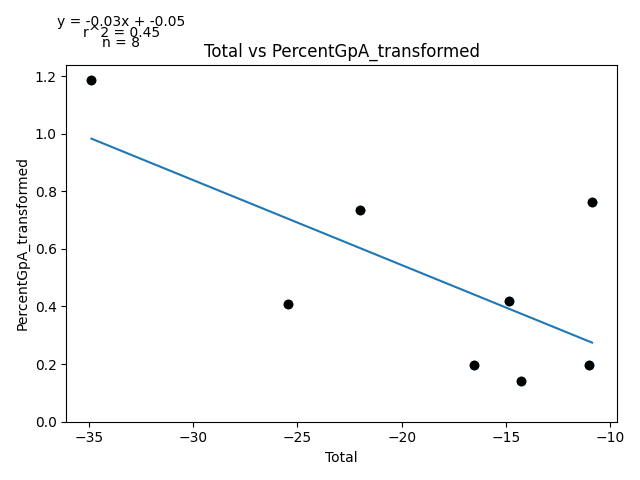 y = -0.03x + -0.05
r^2 = 0.45
n = 8
Total vs PercentGpA_transformed
1.2
1.0
0.8
0.6
0.4
0.2
0.0
PercentGpA_transformed
−35
−30
−25
−20
−15
−10
Total